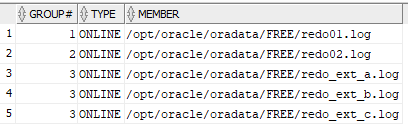 GROUP# TYPE MEMBER
1 1 ONLINE /opt/oracle/oradata/FREE/redo01.log
2 2 ONLINE /opt/oracle/oradata/FREE/redo02.log
3 3 ONLINE /opt/oracle/oradata/FREE/redo_ext_a.log
4 3 ONLINE /opt/oracle/oradata/FREE/redo_ext_b.log
5 3 ONLINE /opt/oracle/oradata/FREE/redo_ext_c.log